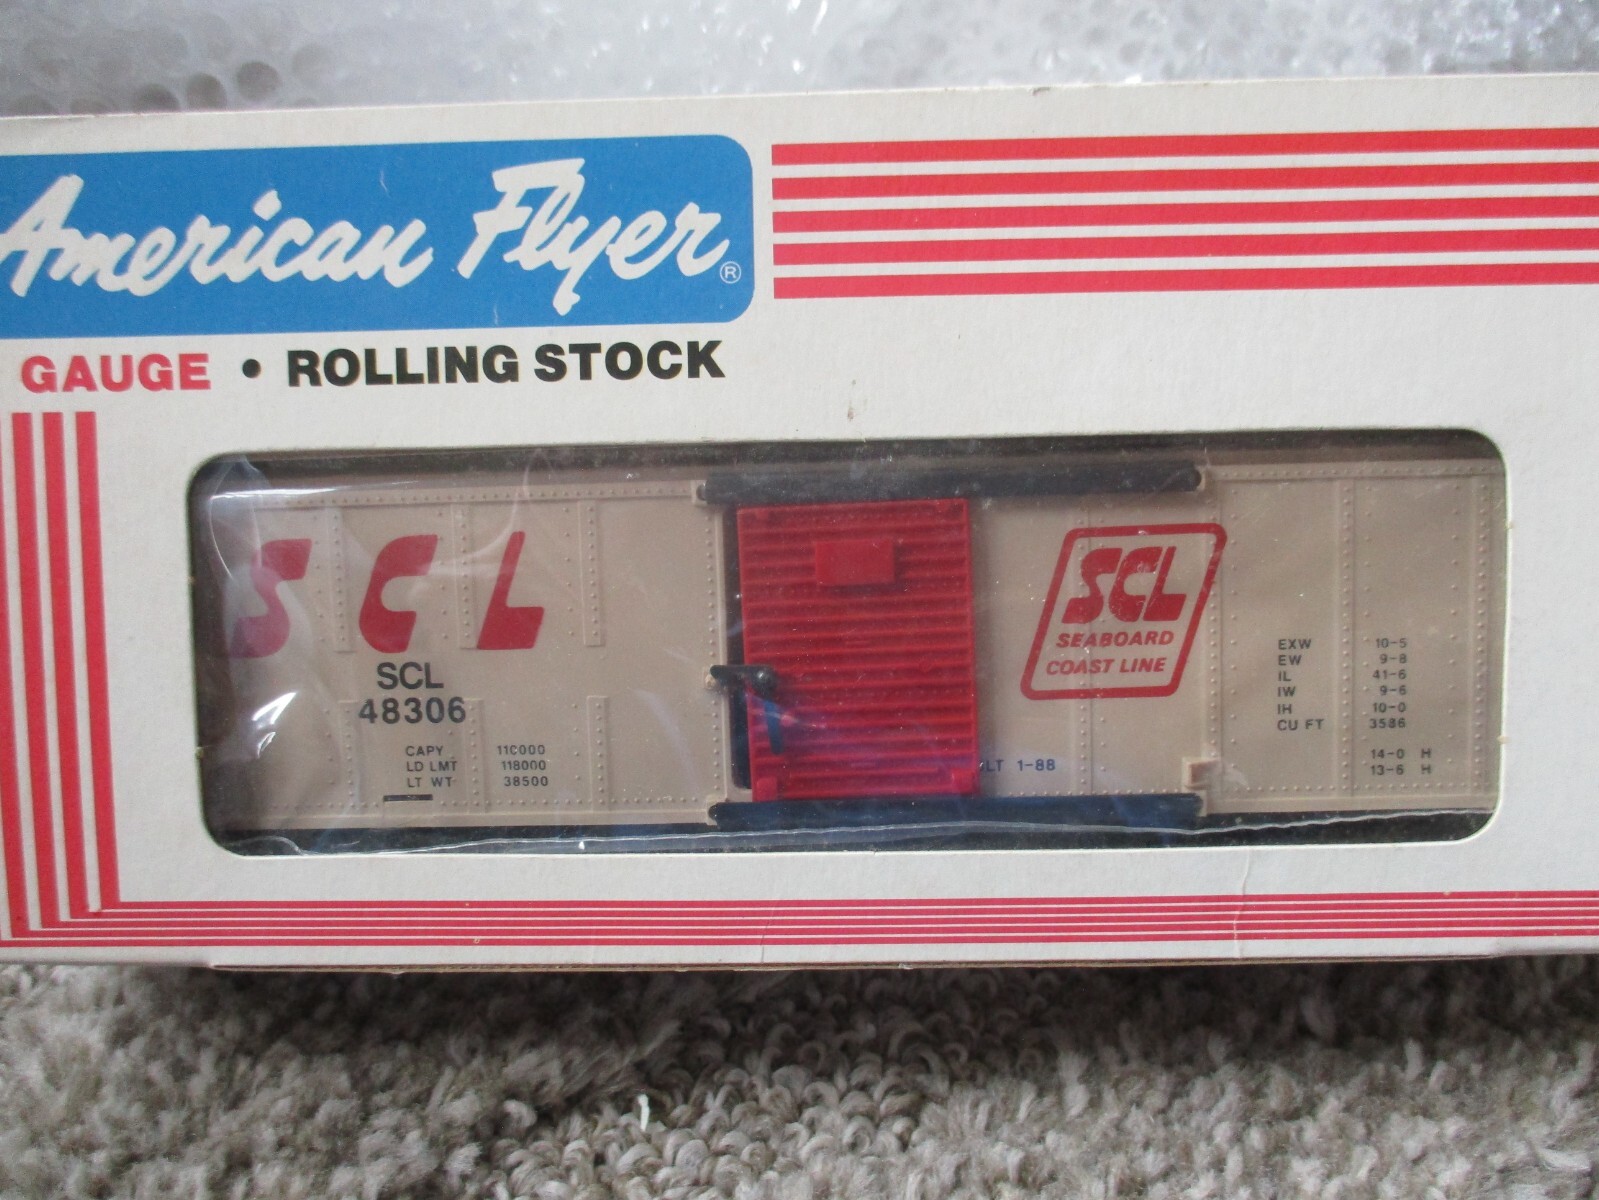 American Flyer®
GAUGE • ROLLING STOCK
SCL
SCL
48306
CAPY 110000
LD LMT 118000
LT WT 38500
SCL
SEABOARD
COAST LINE
LT 1-88
EXW 10-5
EW 9-8
IL 41-6
IW 9-6
IH 10-0
CU FT 3586
14-0 H
13-6 H